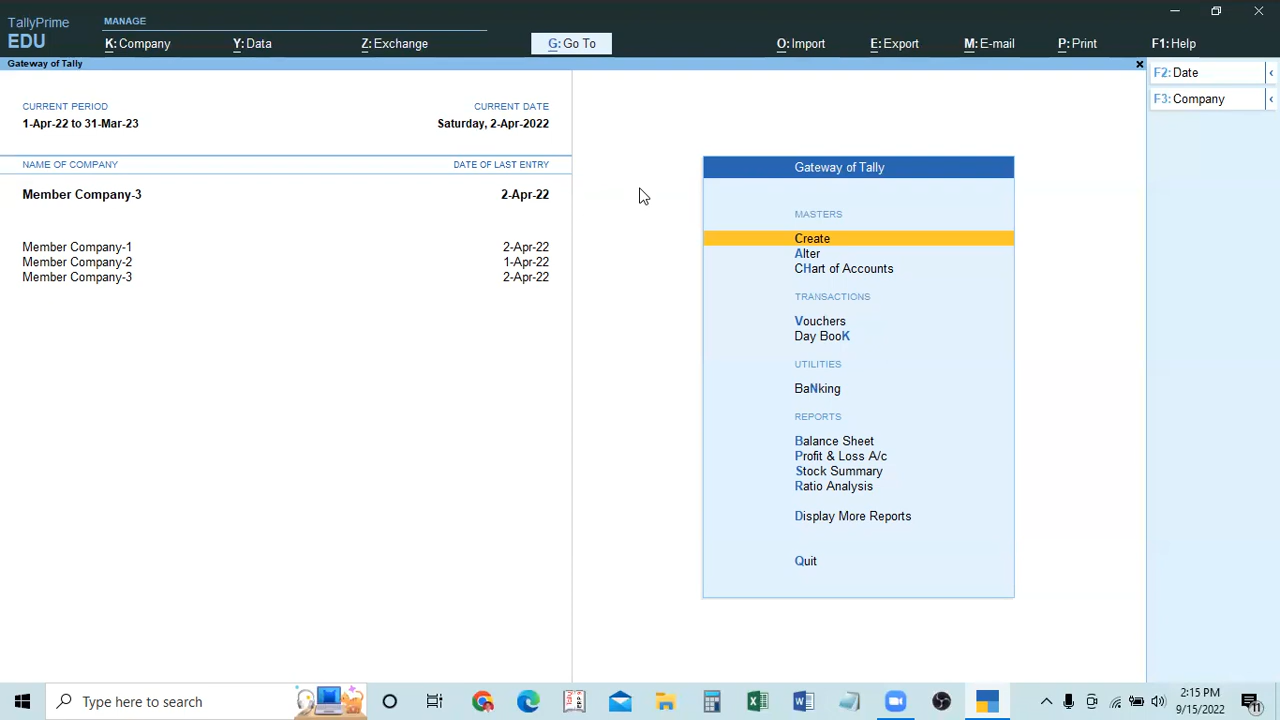 TallyPrime
EDU
MANAGE
K: Company
Y: Data
Z: Exchange
G: Go To
O: Import
E: Export
M: E-mail
P: Print
F1: Help
Gateway of Tally
F2: Date
F3: Company
CURRENT PERIOD
CURRENT DATE
1-Apr-22 to 31-Mar-23
Saturday, 2-Apr-2022
NAME OF COMPANY
DATE OF LAST ENTRY
Member Company-3
2-Apr-22
Member Company-1
2-Apr-22
Member Company-2
1-Apr-22
Member Company-3
2-Apr-22
Gateway of Tally
MASTERS
Create
Alter
CHart of Accounts
TRANSACTIONS
Vouchers
Day BooK
UTILITIES
BaNking
REPORTS
Balance Sheet
Profit & Loss A/c
Stock Summary
Ratio Analysis
Display More Reports
Quit
Type here to search
2:15 PM
9/15/2022